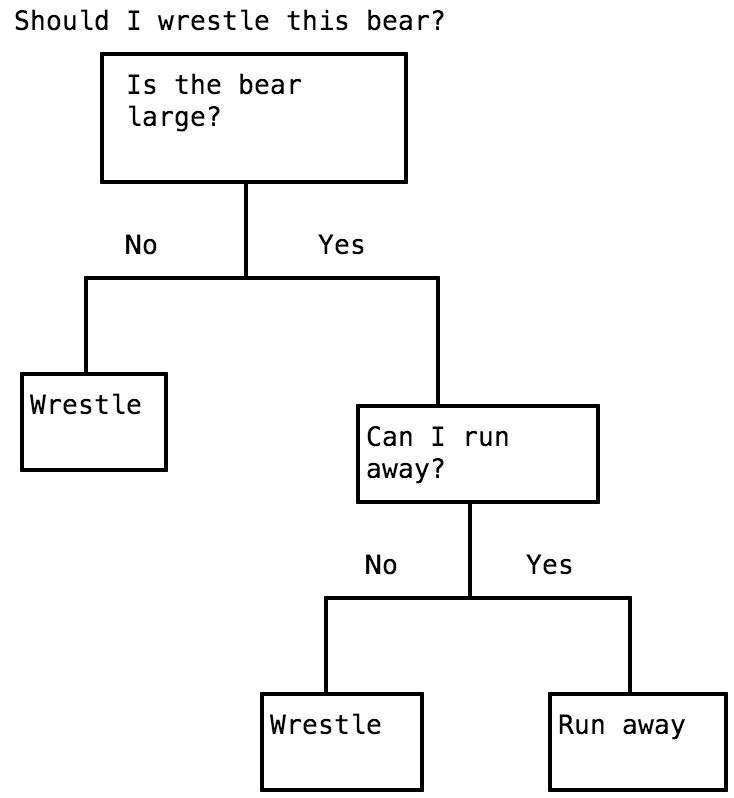 Should I wrestle this bear?
Is the bear
large?
No
Yes
Wrestle
Can I run
away?
No
Yes
Wrestle
Run away